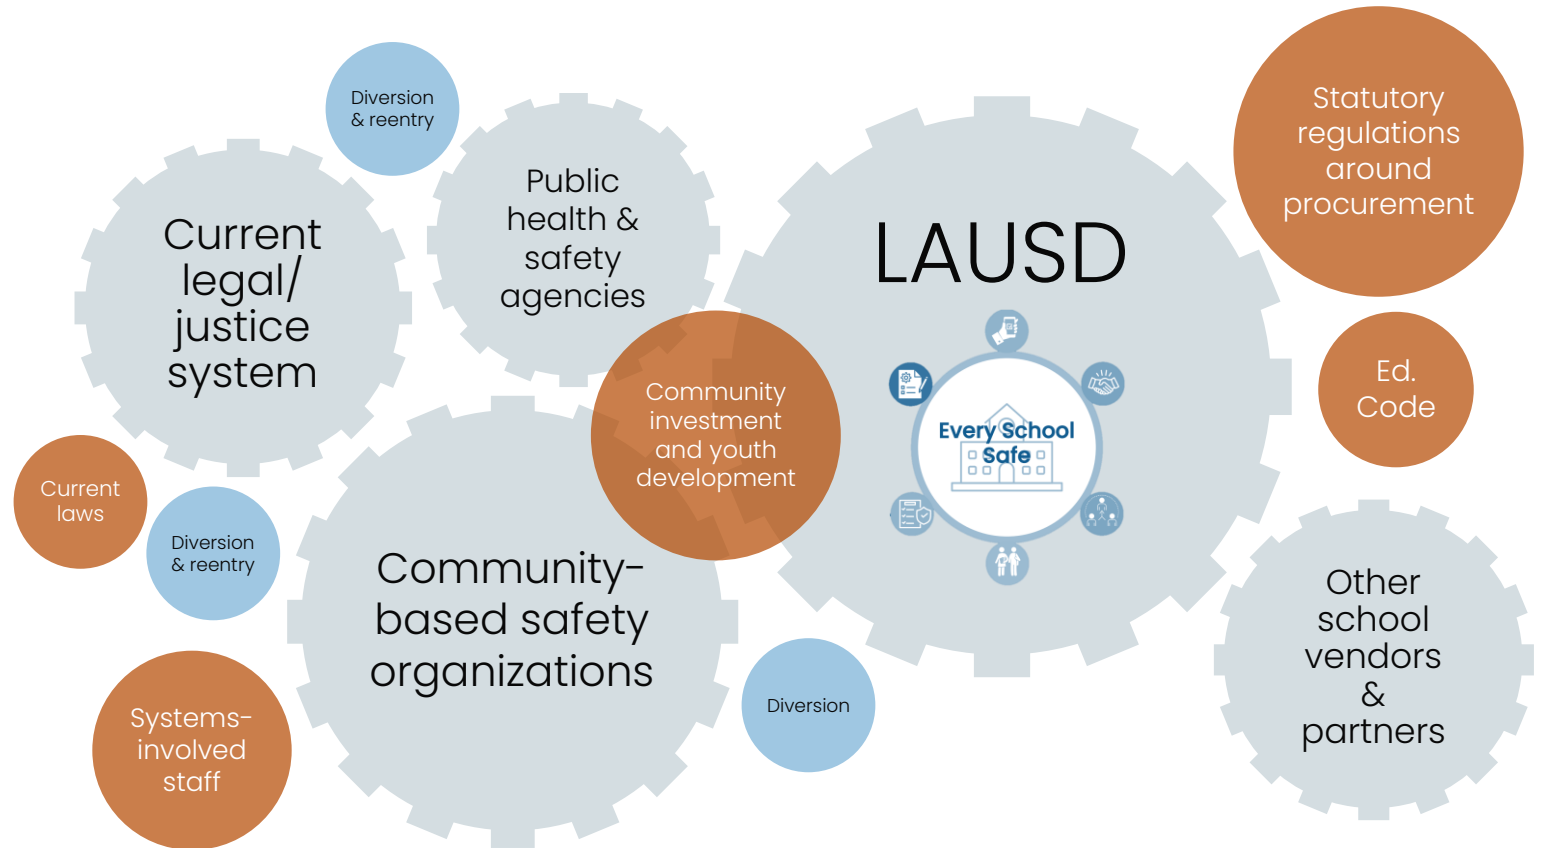 Diversion
& reentry
Current
legal/
justice
system
Public
health &
safety
agencies
LAUSD
Every School
Safe
Statutory
regulations
around
procurement
Ed.
Code
Community
investment
and youth
development
Current
laws
Diversion
& reentry
Community-
based safety
organizations
Systems-
involved
staff
Diversion
Other
school
vendors
&
partners